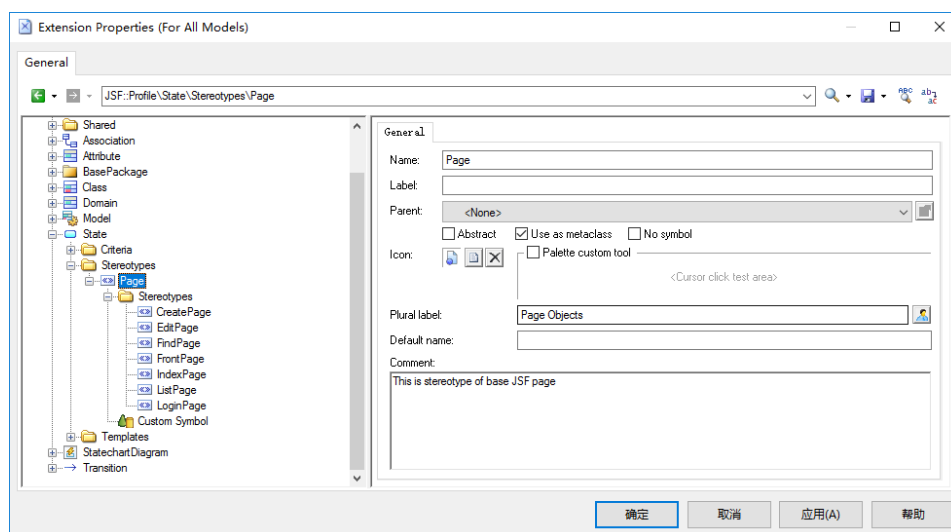 Extension Properties (For All Models)
General
JSF::Profile\State\Stereotypes\Page
ABC
ab
ac
Shared
Association
Attribute
BasePackage
Class
Domain
Model
State
Criteria
Stereotypes
Page
Stereotypes
CreatePage
EditPage
FindPage
FrontPage
IndexPage
ListPage
LoginPage
Custom Symbol
Templates
StatechartDiagram
Transition
General
Name: Page
Label:
Parent: <None>
Abstract Use as metaclass No symbol
Icon: Palette custom tool
<Cursor click test area>
Plural label: Page Objects
Default name:
Comment:
This is stereotype of base JSF page
确定 取消 应用(A) 帮助